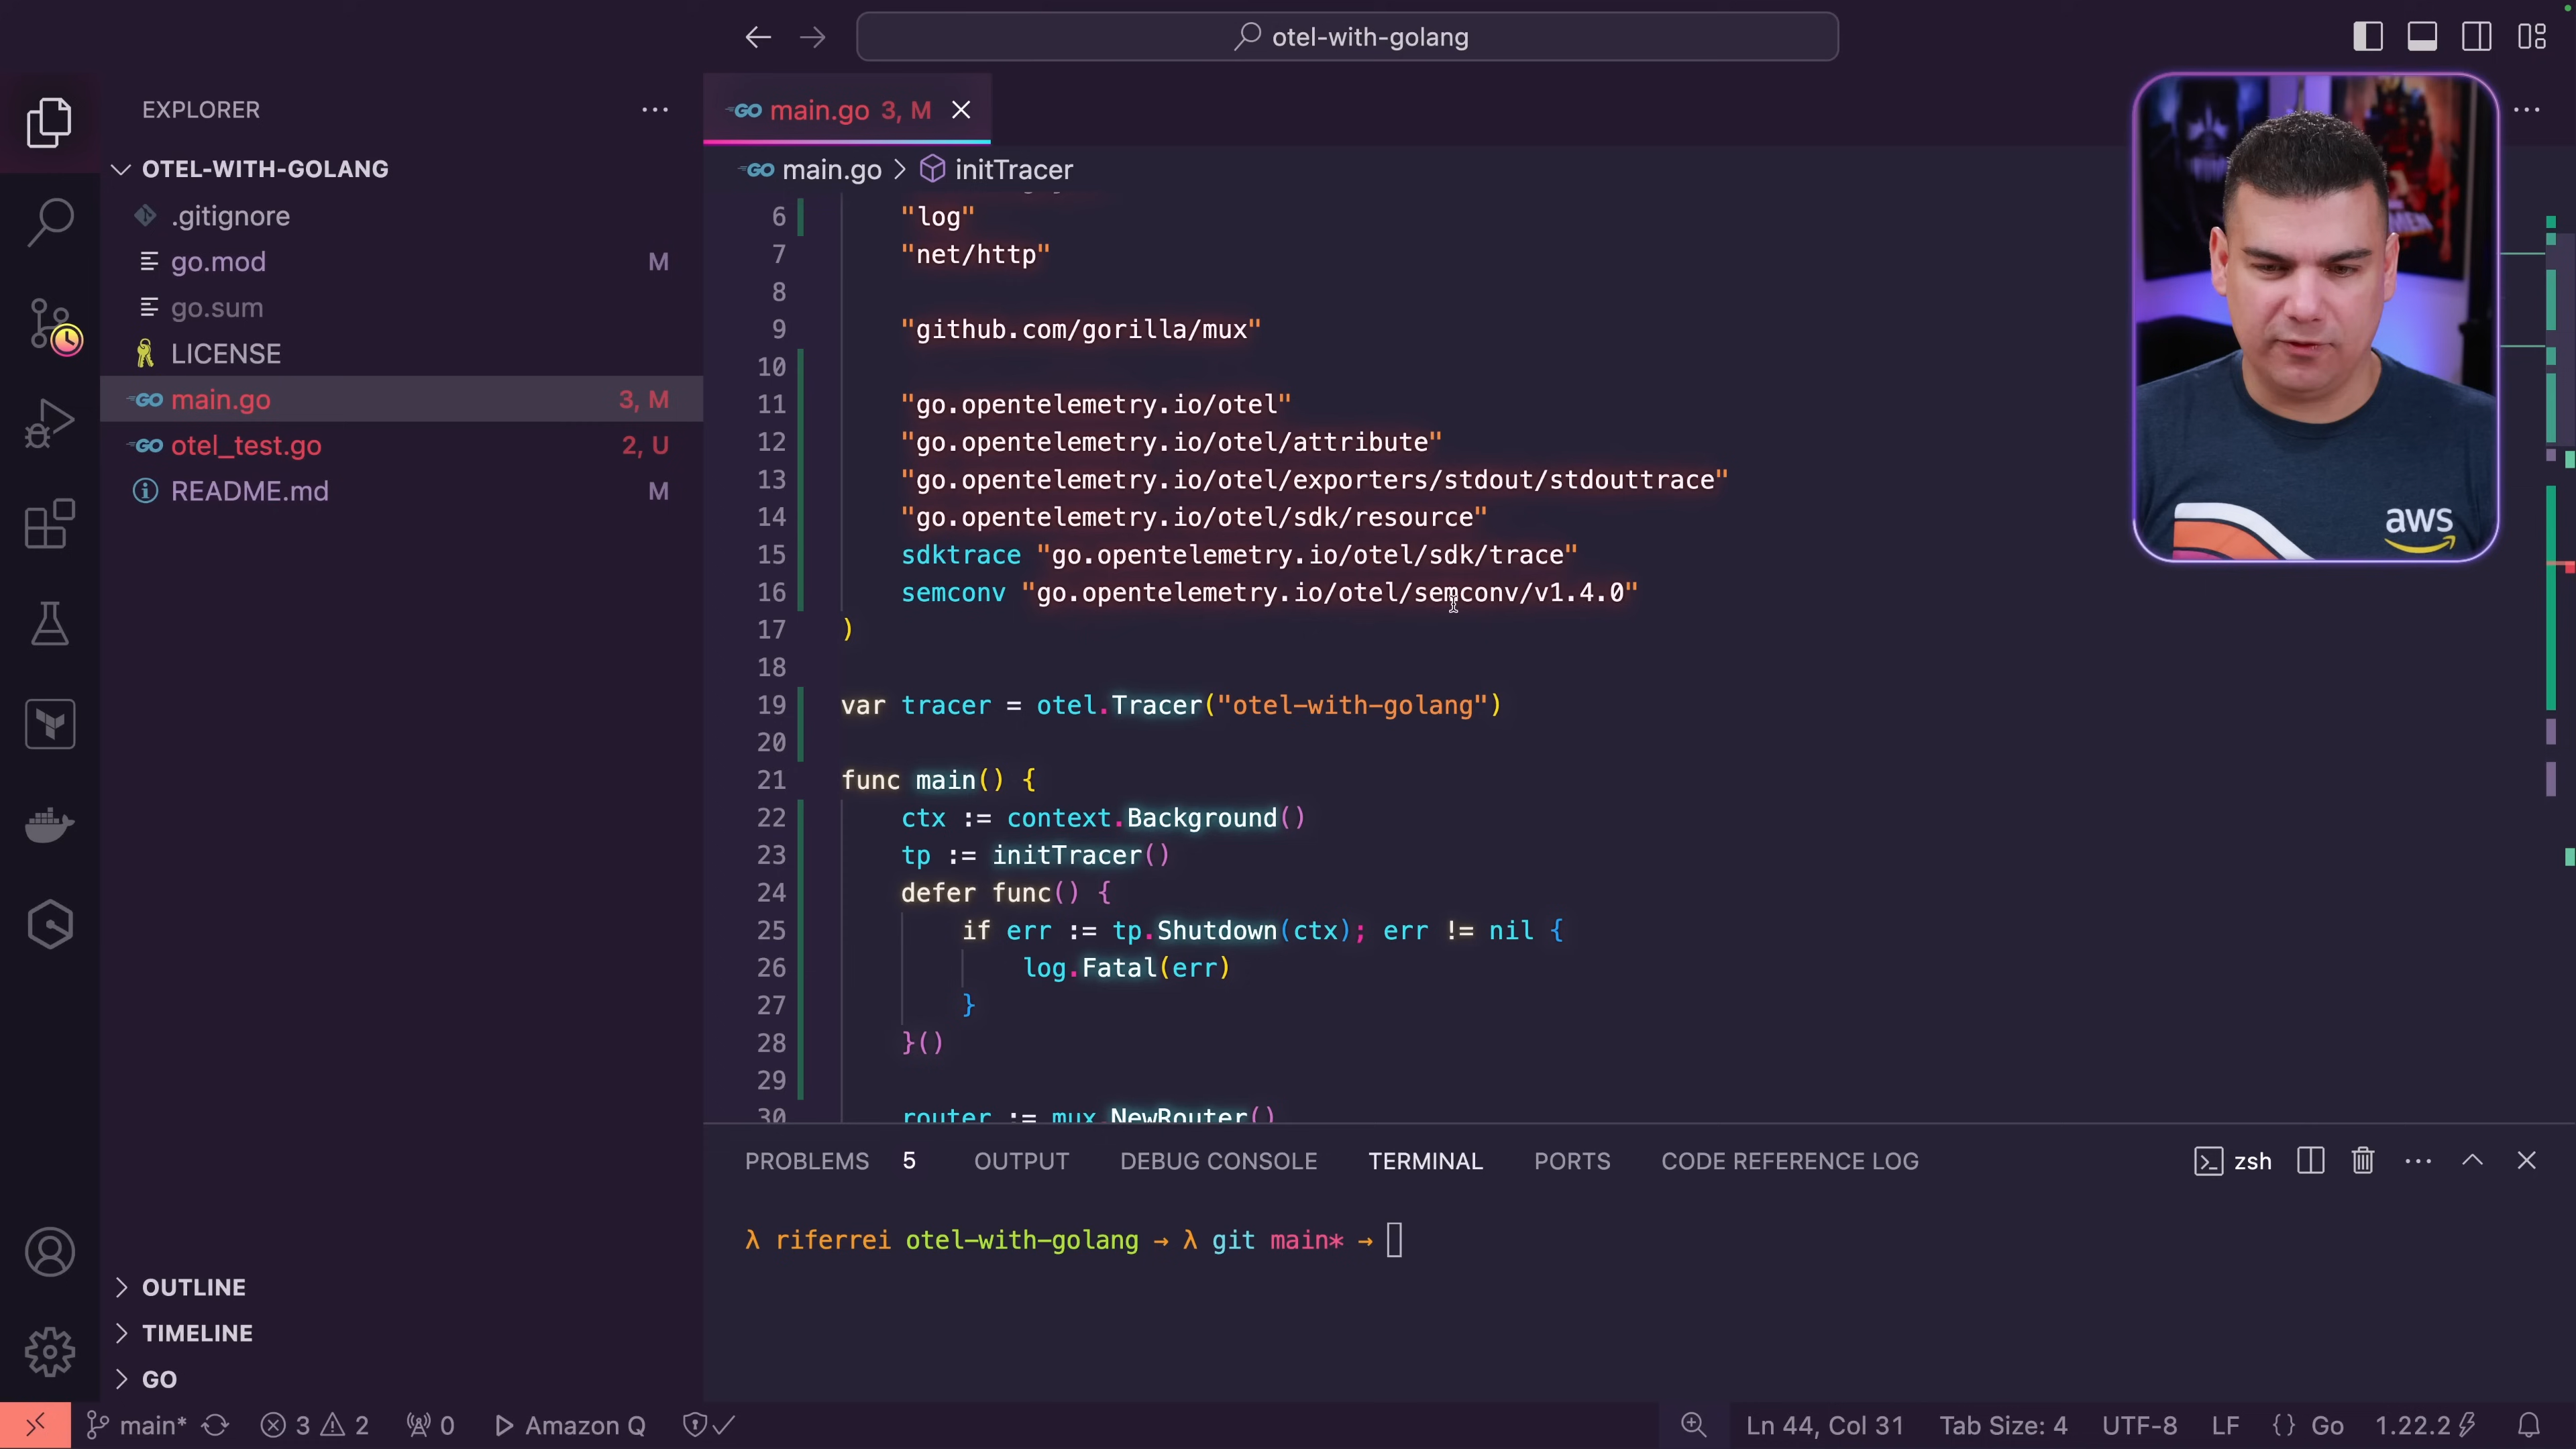 otel-with-golang
EXPLORER
OTEL-WITH-GOLANG
.gitignore
go.mod M
go.sum
LICENSE
main.go 3, M
otel_test.go 2, U
README.md M
OUTLINE
TIMELINE
GO
GO main.go 3, M
GO main.go > initTracer
6 "log"
7 "net/http"
8
9 "github.com/gorilla/mux"
10
11 "go.opentelemetry.io/otel"
12 "go.opentelemetry.io/otel/attribute"
13 "go.opentelemetry.io/otel/exporters/stdout/stdouttrace"
14 "go.opentelemetry.io/otel/sdk/resource"
15 sdktrace "go.opentelemetry.io/otel/sdk/trace"
16 semconv "go.opentelemetry.io/otel/semconv/v1.4.0"
17 )
18
19 var tracer = otel.Tracer("otel-with-golang")
20
21 func main() {
22 ctx := context.Background()
23 tp := initTracer()
24 defer func() {
25 if err := tp.Shutdown(ctx); err != nil {
26 log.Fatal(err)
27 }
28 }()
29
30 router := mux.NewRouter()
aws
PROBLEMS 5 OUTPUT DEBUG CONSOLE TERMINAL PORTS CODE REFERENCE LOG zsh
λ riferrei otel-with-golang → λ git main* →
main* 3 2 0 Amazon Q Ln 44, Col 31 Tab Size: 4 UTF-8 LF {} Go 1.22.2